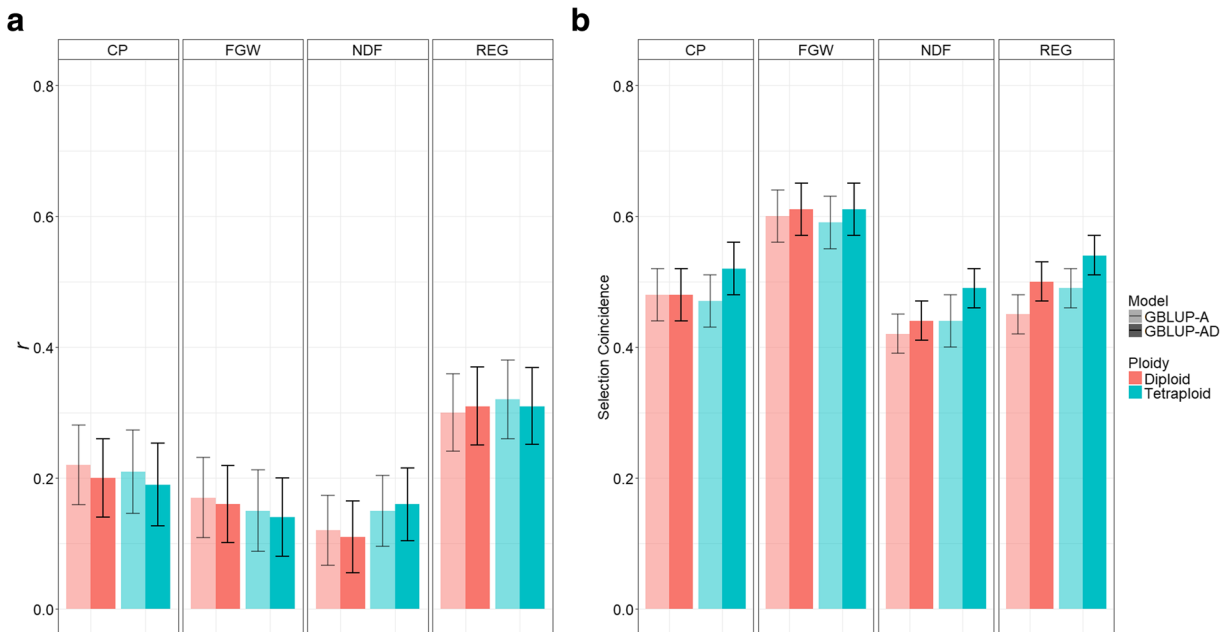 a
CP FGW NDF REG
0.8
0.6
0.4
0.2
0.0
r
b
CP FGW NDF REG
0.8
0.6
0.4
0.2
0.0
Selection Coincidence
Model
GBLUP-A
GBLUP-AD
Ploidy
Diploid
Tetraploid